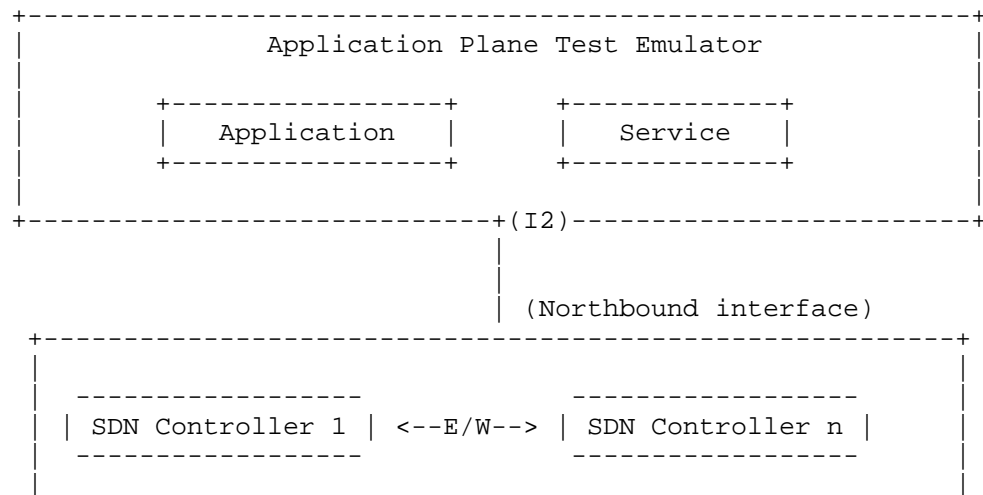 Application Plane Test Emulator
Application Service
(I2)
(Northbound interface)
SDN Controller 1 <--E/W--> SDN Controller n